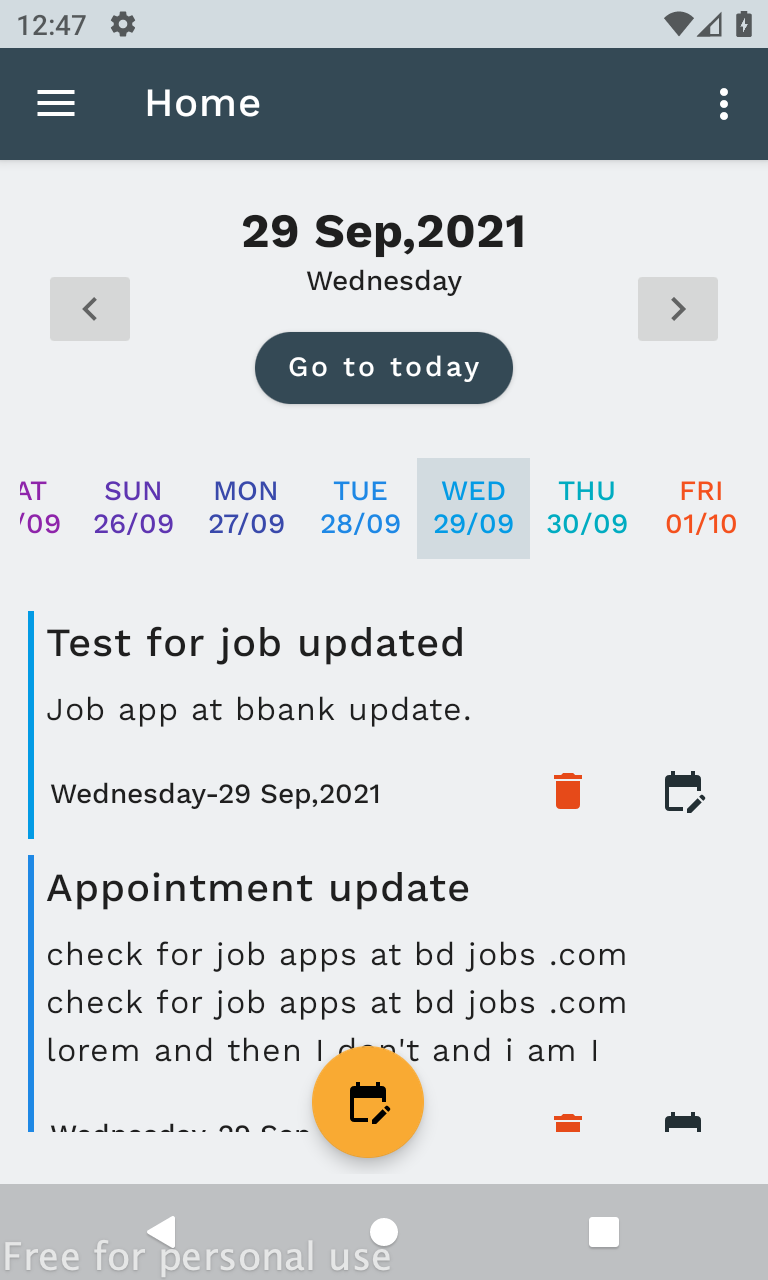 12:47
Home
29 Sep,2021
Wednesday
Go to today
AT SUN MON TUE WED THU FRI
/09 26/09 27/09 28/09 29/09 30/09 01/10
Test for job updated
Job app at bbank update.
Wednesday-29 Sep,2021
Appointment update
check for job apps at bd jobs .com
check for job apps at bd jobs .com
lorem and then I don't and i am I
Wednesday-29 Sep
Free for personal use